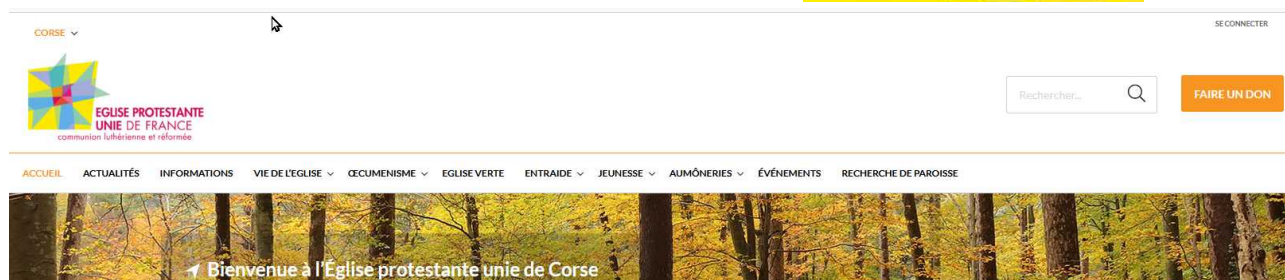 SE CONNECTER
CORSE
EGLISE PROTESTANTE
UNIE DE FRANCE
communion luthérienne et réformée
Rechercher...
FAIRE UN DON
ACCUEIL ACTUALITÉS INFORMATIONS VIE DE L'EGLISE ŒCUMENISME EGLISE VERTE ENTRAIDE JEUNESSE AUMÔNERIES ÉVÉNEMENTS RECHERCHE DE PAROISSE
Bienvenue à l'Église protestante unie de Corse